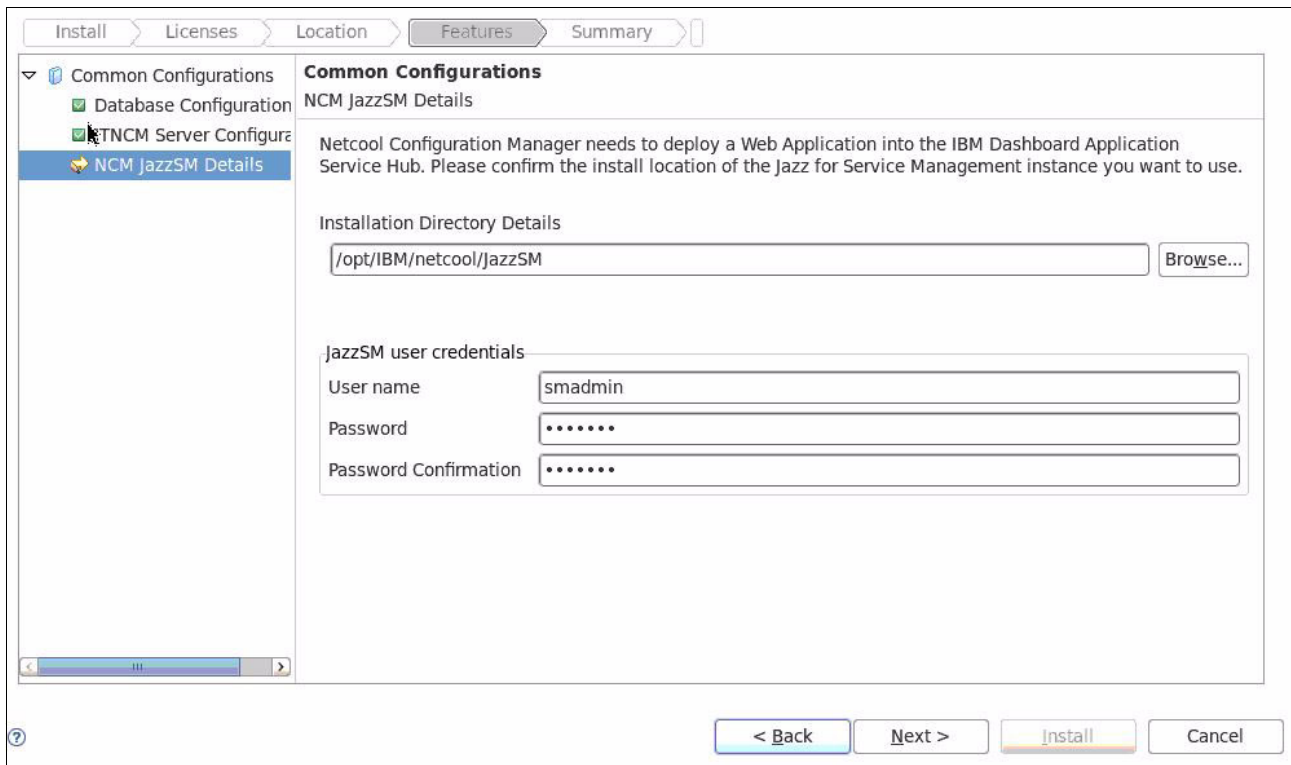 Install
Licenses
Location
Features
Summary
Common Configurations
Database Configuration
TNCM Server Configura
NCM JazzSM Details
Common Configurations
NCM JazzSM Details
Netcool Configuration Manager needs to deploy a Web Application into the IBM Dashboard Application
Service Hub. Please confirm the install location of the Jazz for Service Management instance you want to use.
Installation Directory Details
/opt/IBM/netcool/JazzSM
Browse...
JazzSM user credentials
User name
smadmin
Password
•••••••
Password Confirmation
•••••••
< Back
Next >
Install
Cancel